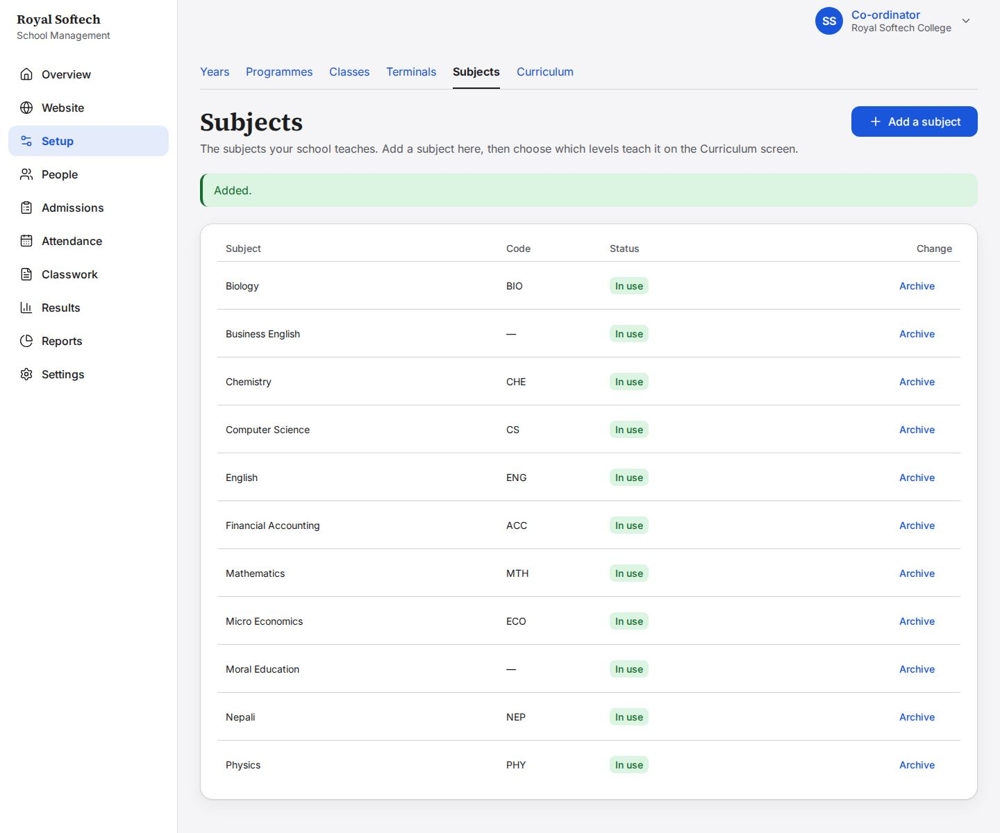 Royal Softech
School Management
Overview
Website
Setup
People
Admissions
Attendance
Classwork
Results
Reports
Settings
SS
Co-ordinator
Royal Softech College
Years Programmes Classes Terminals Subjects Curriculum
Subjects
Add a subject
The subjects your school teaches. Add a subject here, then choose which levels teach it on the Curriculum screen.
Added.
Subject Code Status Change
Biology BIO In use Archive
Business English — In use Archive
Chemistry CHE In use Archive
Computer Science CS In use Archive
English ENG In use Archive
Financial Accounting ACC In use Archive
Mathematics MTH In use Archive
Micro Economics ECO In use Archive
Moral Education — In use Archive
Nepali NEP In use Archive
Physics PHY In use Archive